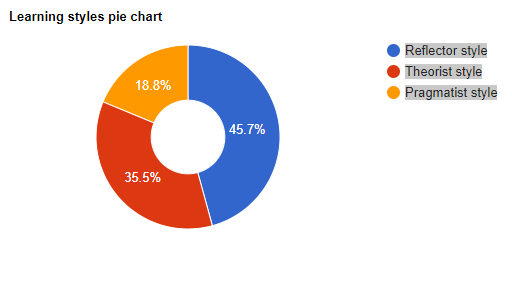 Learning styles pie chart
Reflector style
Theorist style
Pragmatist style
18.8%
45.7%
35.5%